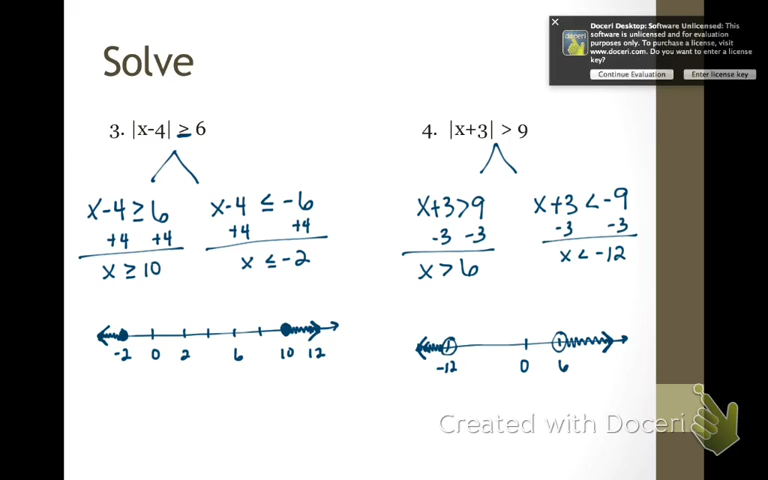 Solve
Doceri Desktop: Software Unlicensed: This
software is unlicensed and for evaluation
purposes only. To purchase a license, visit
www.doceri.com. Do you want to enter a license
key?
Continue Evaluation Enter license key
doceri
3. |x-4| ≥ 6
x-4 ≥ 6 x-4 ≤ -6
+4 +4 +4 +4
x ≥ 10 x ≤ -2
-2 0 2 6 10 12
4. |x+3| > 9
x+3 > 9 x+3 < -9
-3 -3 -3 -3
x > 6 x < -12
-12 0 6
Created with Doceri